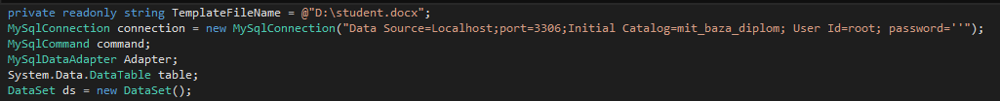 private readonly string TemplateFileName = @"D:\student.docx";
MySqlConnection connection = new MySqlConnection("Data Source=Localhost;port=3306;Initial Catalog=mit_baza_diplom; User Id=root; password=''");
MySqlCommand command;
MySqlDataAdapter Adapter;
System.Data.DataTable table;
DataSet ds = new DataSet();